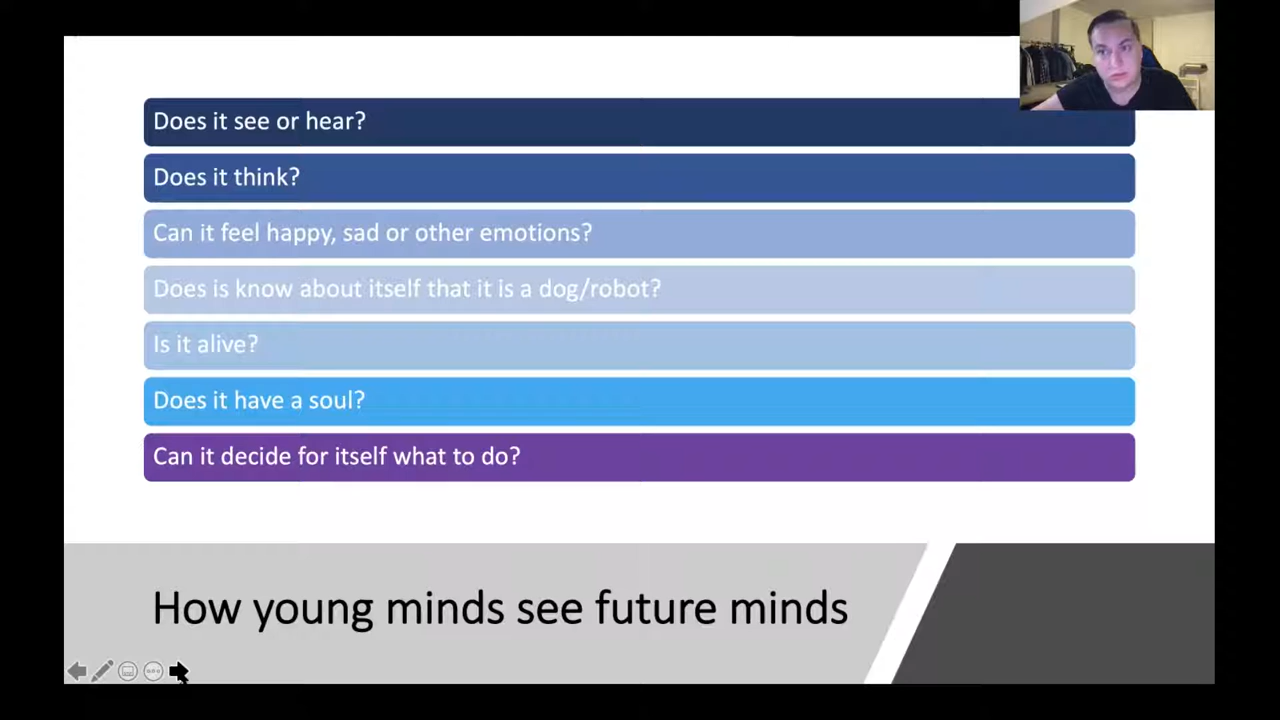 Does it see or hear?
Does it think?
Can it feel happy, sad or other emotions?
Does is know about itself that it is a dog/robot?
Is it alive?
Does it have a soul?
Can it decide for itself what to do?
How young minds see future minds